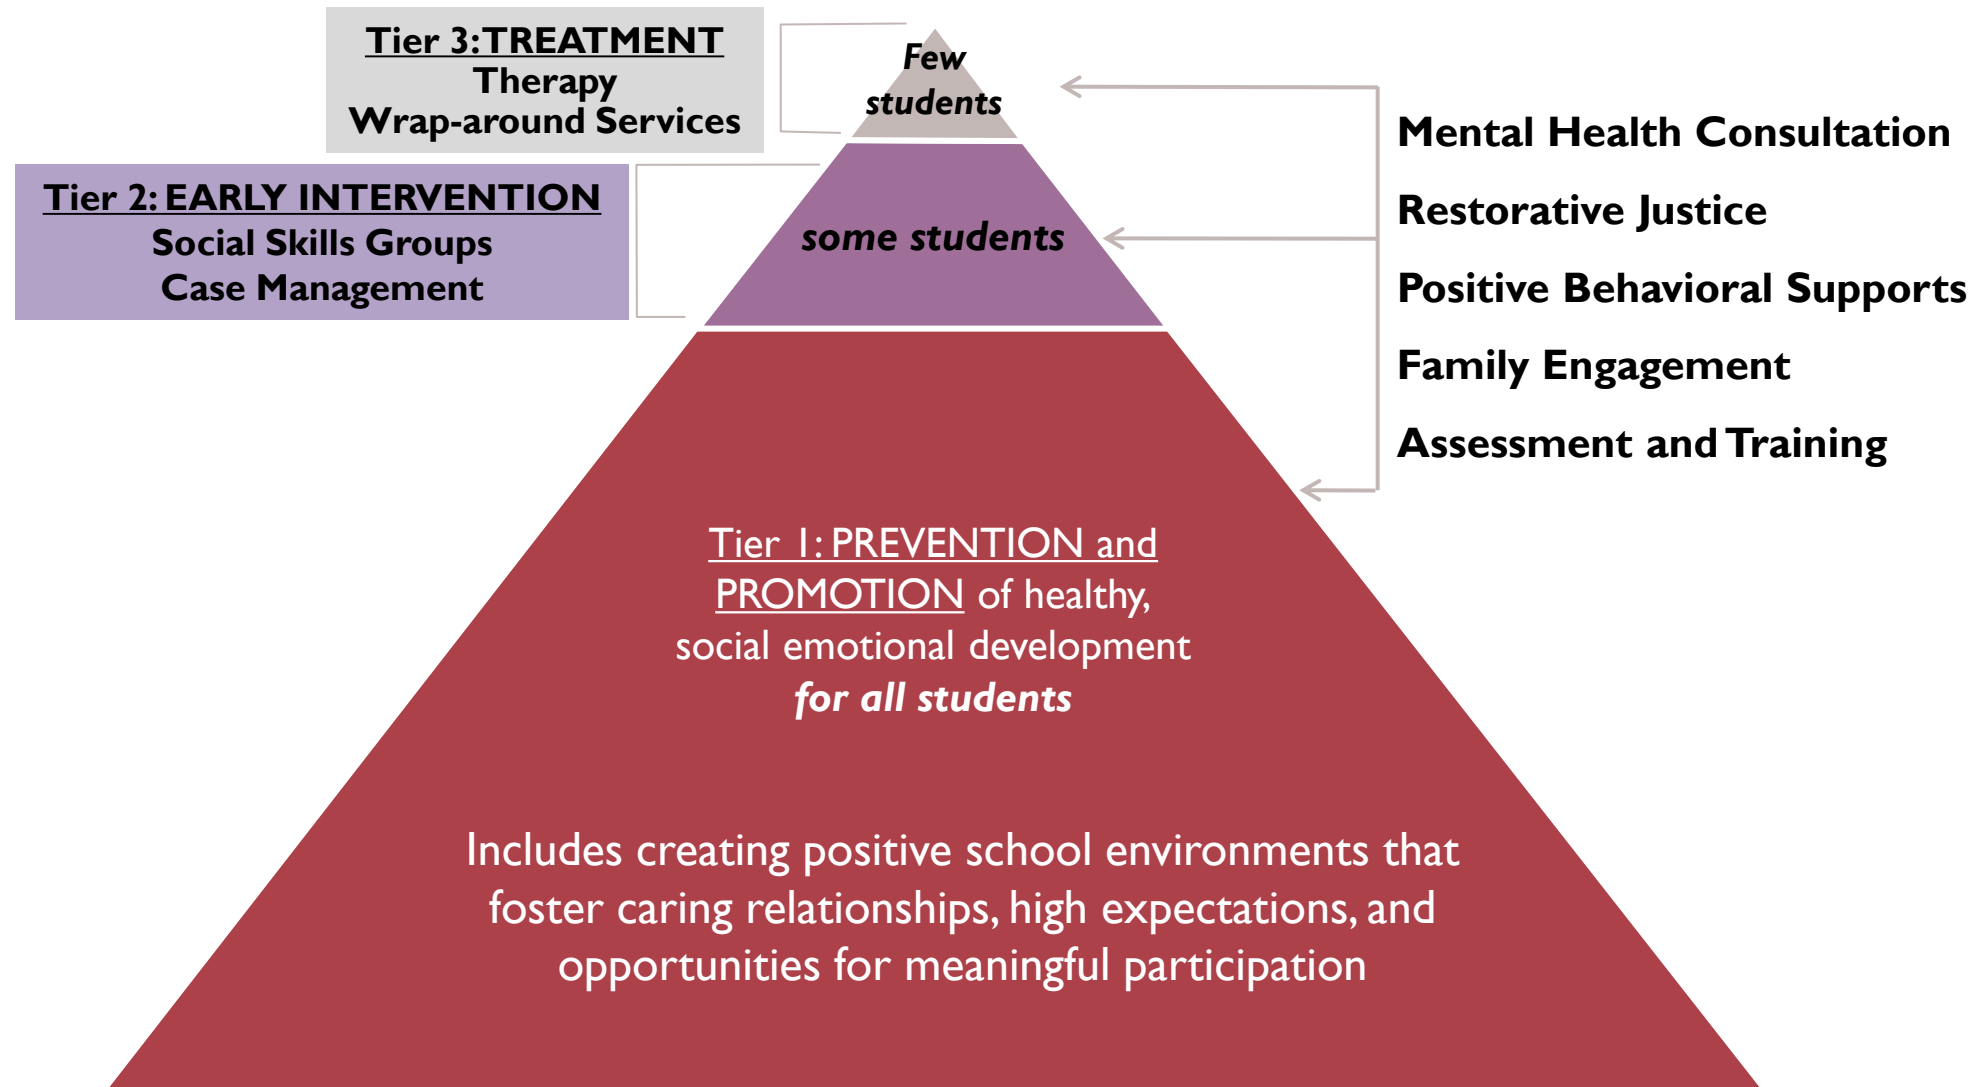 Tier 3: TREATMENT
Therapy
Wrap-around Services
Few
students
Tier 2: EARLY INTERVENTION
Social Skills Groups
Case Management
some students
Mental Health Consultation
Restorative Justice
Positive Behavioral Supports
Family Engagement
Assessment and Training
Tier 1: PREVENTION and
PROMOTION of healthy,
social emotional development
for all students
Includes creating positive school environments that
foster caring relationships, high expectations, and
opportunities for meaningful participation